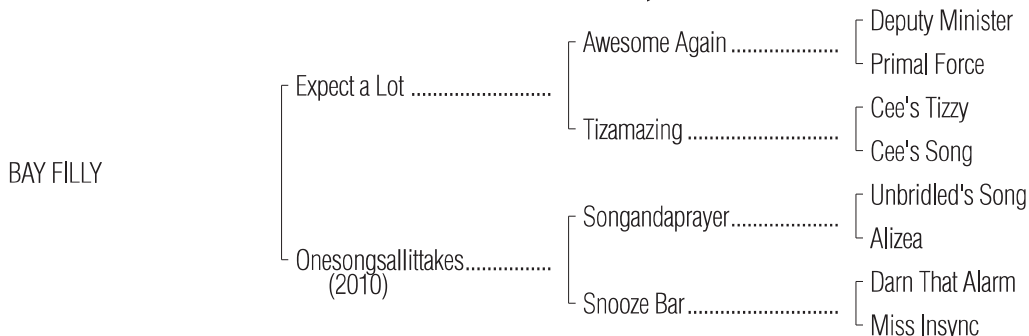 Deputy Minister
Awesome Again ..........................
Primal Force
Expect a Lot ..........................
Cee's Tizzy
Tizamazing ..........................
Cee's Song
BAY FILLY
Unbridled's Song
Songandaprayer ..........................
Alizea
Onesongsallittakes ................
(2010)
Darn That Alarm
Snooze Bar ..........................
Miss Insync